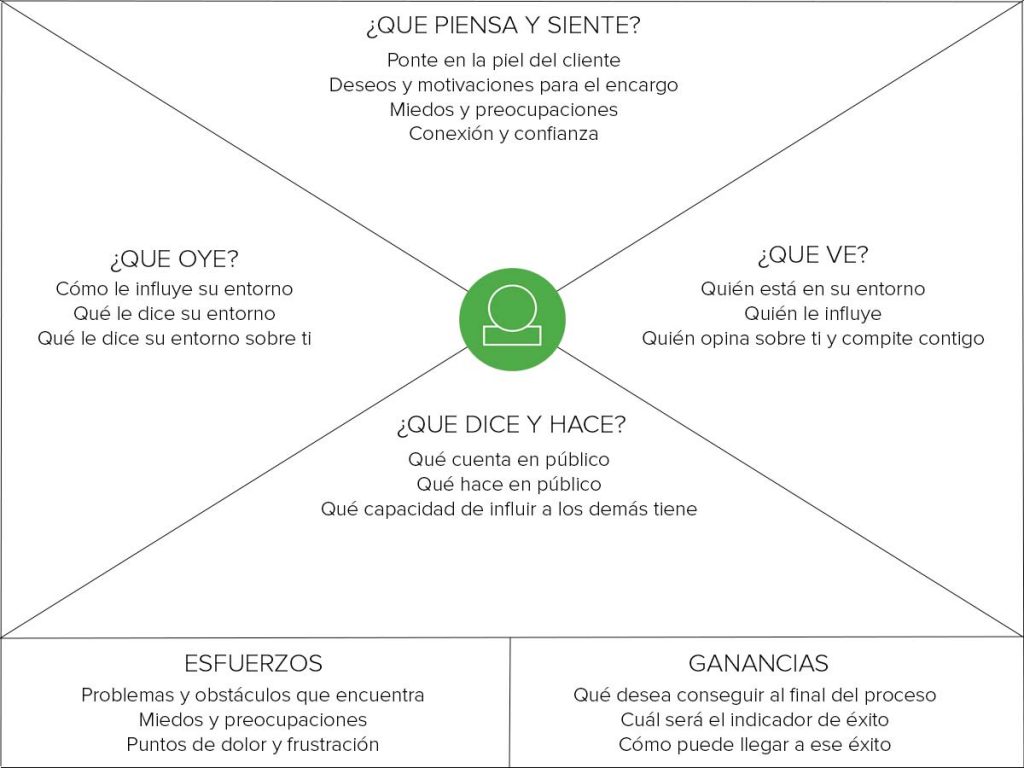 ¿QUE PIENSA Y SIENTE?
Ponte en la piel del cliente
Deseos y motivaciones para el encargo
Miedos y preocupaciones
Conexión y confianza
¿QUE OYE?
Cómo le influye su entorno
Qué le dice su entorno
Qué le dice su entorno sobre ti
¿QUE VE?
Quién está en su entorno
Quién le influye
Quién opina sobre ti y compite contigo
¿QUE DICE Y HACE?
Qué cuenta en público
Qué hace en público
Qué capacidad de influir a los demás tiene
ESFUERZOS
Problemas y obstáculos que encuentra
Miedos y preocupaciones
Puntos de dolor y frustración
GANANCIAS
Qué desea conseguir al final del proceso
Cuál será el indicador de éxito
Cómo puede llegar a ese éxito